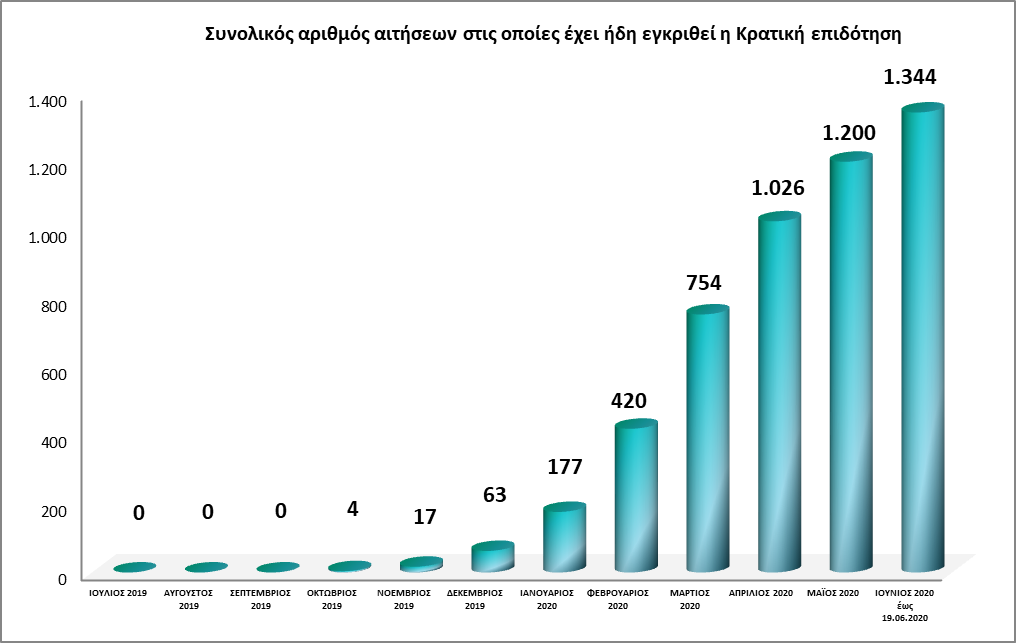 Συνολικός αριθμός αιτήσεων στις οποίες έχει ήδη εγκριθεί η Κρατική επιδότηση
1.400
1.200
1.000
800
600
400
200
0
0
0
0
4
17
63
177
420
754
1.026
1.200
1.344
ΙΟΥΛΙΟΣ 2019
ΑΥΓΟΥΣΤΟΣ
2019
ΣΕΠΤΕΜΒΡΙΟΣ
2019
ΟΚΤΩΒΡΙΟΣ
2019
ΝΟΕΜΒΡΙΟΣ
2019
ΔΕΚΕΜΒΡΙΟΣ
2019
ΙΑΝΟΥΑΡΙΟΣ
2020
ΦΕΒΡΟΥΑΡΙΟΣ
2020
ΜΑΡΤΙΟΣ
2020
ΑΠΡΙΛΙΟΣ 2020
ΜΑΪΟΣ 2020
ΙΟΥΝΙΟΣ 2020
έως
19.06.2020